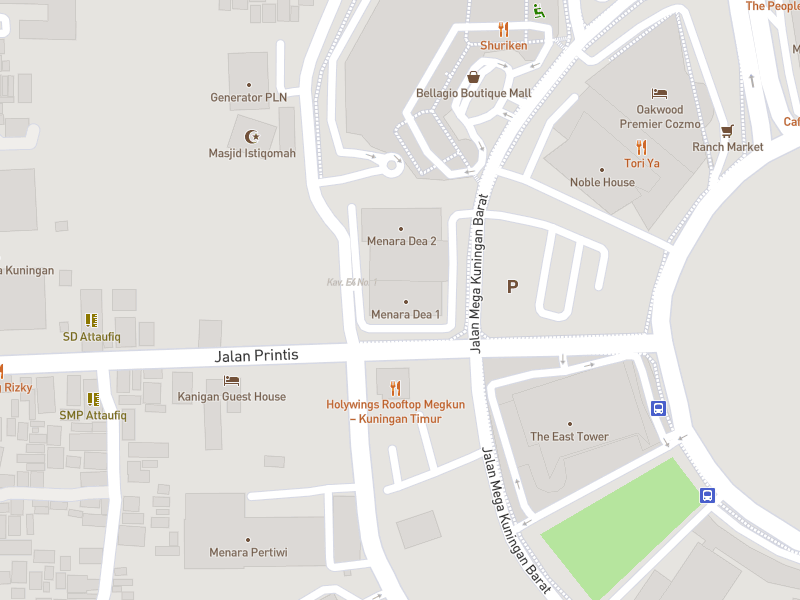 The People
Shuriken
Bellagio Boutique Mall
Generator PLN
Oakwood
Premier Cozmo
Caf
Masjid Istiqomah
Ranch Market
Tori Ya
Noble House
Jalan Mega Kuningan Barat
Menara Dea 2
a Kuningan
Kav. E4 No. 1
P
Menara Dea 1
SD Attaufiq
Jalan Printis
g Rizky
Kanigan Guest House
SMP Attaufiq
Holywings Rooftop Megkun
– Kuningan Timur
The East Tower
Jalan Mega Kuningan Barat
Menara Pertiwi